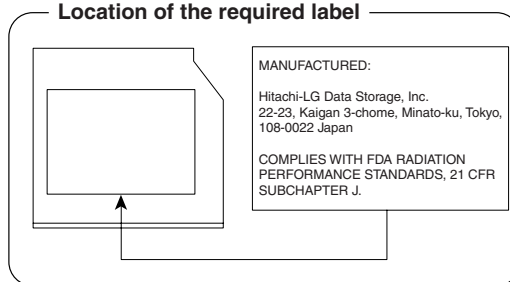 Location of the required label
MANUFACTURED:
Hitachi-LG Data Storage, Inc.
22-23, Kaigan 3-chome, Minato-ku, Tokyo,
108-0022 Japan
COMPLIES WITH FDA RADIATION
PERFORMANCE STANDARDS, 21 CFR
SUBCHAPTER J.